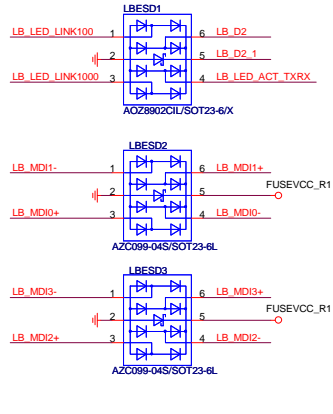 LBESD1
LB_LED_LINK100 1 6 LB_D2
2 5 LB_D2_1
LB_LED_LINK1000 3 4 LB_LED_ACT_TXRX
AOZ8902CIL/SOT23-6/X
LBESD2
LB_MDI1- 1 6 LB_MDI1+
2 5 FUSEVCC_R1
LB_MDI0+ 3 4 LB_MDI0-
AZC099-04S/SOT23-6L
LBESD3
LB_MDI3- 1 6 LB_MDI3+
2 5 FUSEVCC_R1
LB_MDI2+ 3 4 LB_MDI2-
AZC099-04S/SOT23-6L